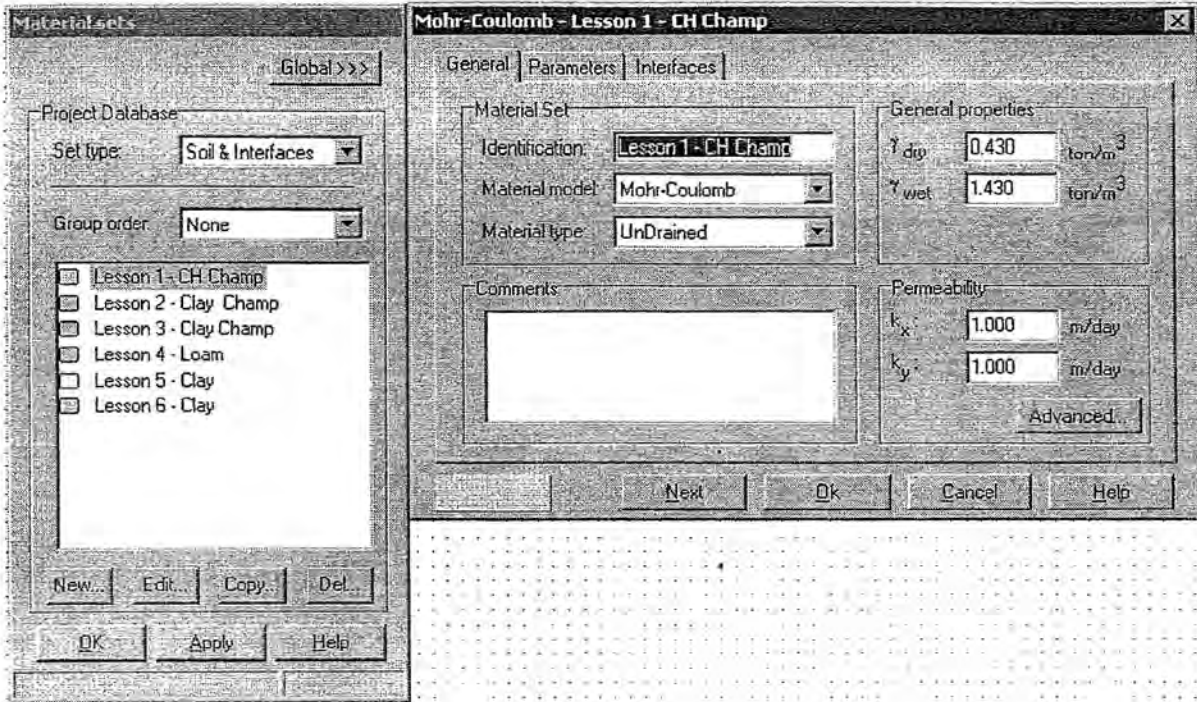 Material sets
Global >>>
Project Database
Set type: Soil & Interfaces
Group order: None
Lesson 1 - CH Champ
Lesson 2 - Clay Champ
Lesson 3 - Clay Champ
Lesson 4 - Loam
Lesson 5 - Clay
Lesson 6 - Clay
New... Edit... Copy... Del...
OK Apply Help
Mohr-Coulomb - Lesson 1 - CH Champ
General Parameters Interfaces
Material Set
Identification: Lesson 1 - CH Champ
Material model: Mohr-Coulomb
Material type: UnDrained
Comments
General properties
γ dry 0.430 ton/m³
γ wet 1.430 ton/m³
Permeability
kx: 1.000 m/day
ky: 1.000 m/day
Advanced...
Next Ok Cancel Help